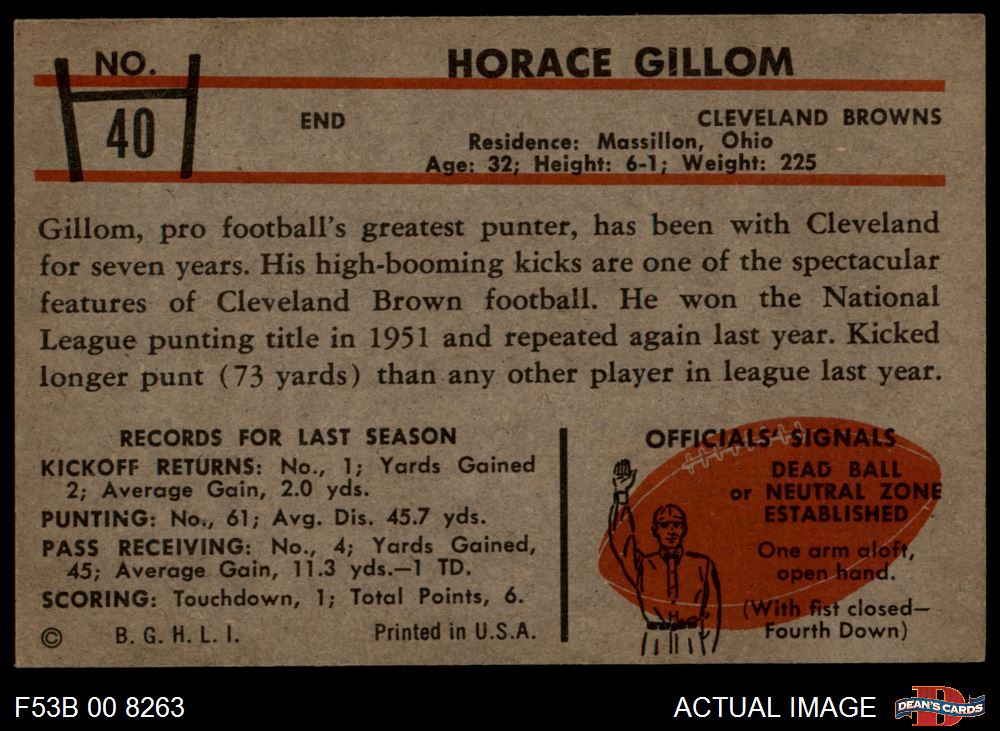 NO.
40
HORACE GILLOM
END
CLEVELAND BROWNS
Residence: Massillon, Ohio
Age: 32; Height: 6-1; Weight: 225
Gillom, pro football's greatest punter, has been with Cleveland
for seven years. His high-booming kicks are one of the spectacular
features of Cleveland Brown football. He won the National
League punting title in 1951 and repeated again last year. Kicked
longer punt (73 yards) than any other player in league last year.
RECORDS FOR LAST SEASON
KICKOFF RETURNS: No., 1; Yards Gained
2; Average Gain, 2.0 yds.
PUNTING: No., 61; Avg. Dis. 45.7 yds.
PASS RECEIVING: No., 4; Yards Gained,
45; Average Gain, 11.3 yds.—1 TD.
SCORING: Touchdown, 1; Total Points, 6.
© B. G. H. L. I.
Printed in U.S.A.
OFFICIALS' SIGNALS
DEAD BALL
or NEUTRAL ZONE
ESTABLISHED
One arm aloft,
open hand.
(With fist closed—
Fourth Down)
F53B 00 8263
ACTUAL IMAGE
DEAN'S CARDS